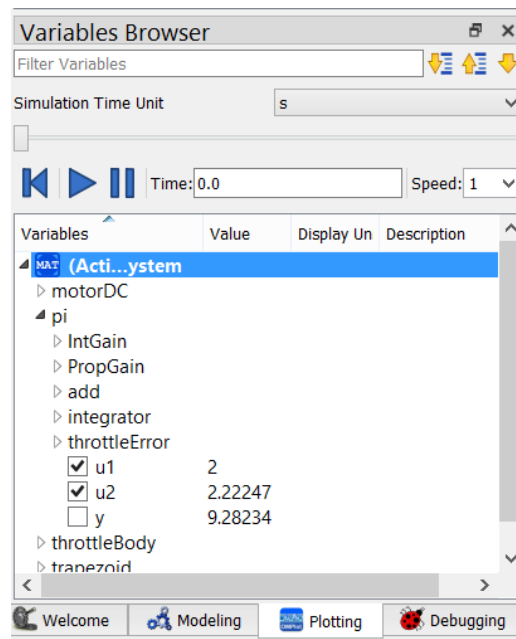 Variables Browser
Filter Variables
Simulation Time Unit s
Time: 0.0 Speed: 1
Variables Value Display Un Description
MAT (Acti...ystem
motorDC
pi
IntGain
PropGain
add
integrator
throttleError
u1 2
u2 2.22247
y 9.28234
throttleBody
trapezoid
Welcome Modeling Plotting Debugging